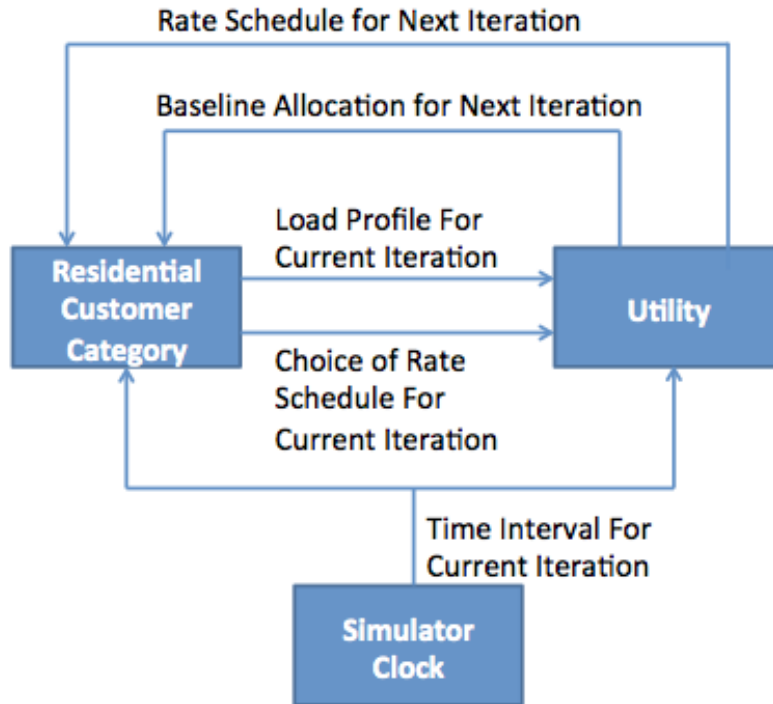 Rate Schedule for Next Iteration
Baseline Allocation for Next Iteration
Load Profile For
Current Iteration
Residential
Customer
Category
Utility
Choice of Rate
Schedule For
Current Iteration
Time Interval For
Current Iteration
Simulator
Clock